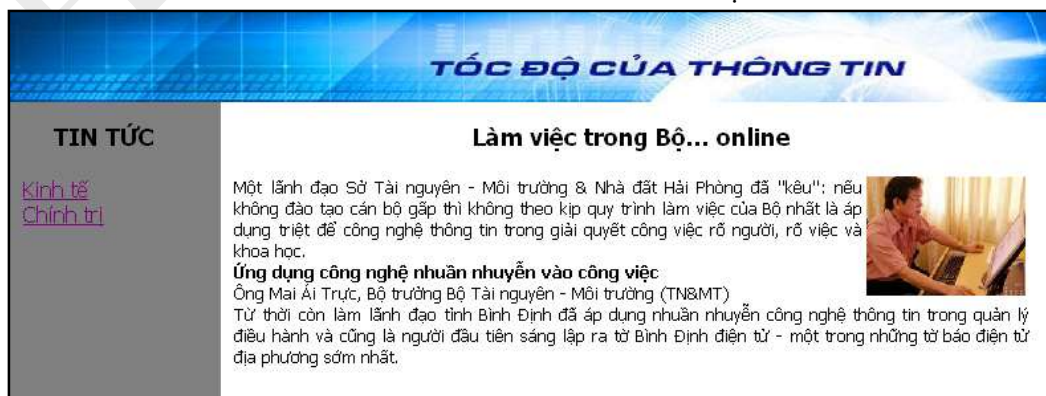 TỐC ĐỘ CỦA THÔNG TIN
TIN TỨC
Kinh tế
Chính trị
Làm việc trong Bộ... online
Một lãnh đạo Sở Tài nguyên - Môi trường & Nhà đất Hải Phòng đã "kêu": nếu
không đào tạo cán bộ gấp thì không theo kịp quy trình làm việc của Bộ nhất là áp
dụng triệt để công nghệ thông tin trong giải quyết công việc rõ người, rõ việc và
khoa học.
Ứng dụng công nghệ nhuần nhuyễn vào công việc
Ông Mai Ái Trực, Bộ trưởng Bộ Tài nguyên - Môi trường (TN&MT)
Từ thời còn làm lãnh đạo tỉnh Bình Định đã áp dụng nhuần nhuyễn công nghệ thông tin trong quản lý
điều hành và cũng là người đầu tiên sáng lập ra tờ Bình Định điện tử - một trong những tờ báo điện tử
địa phương sớm nhất.